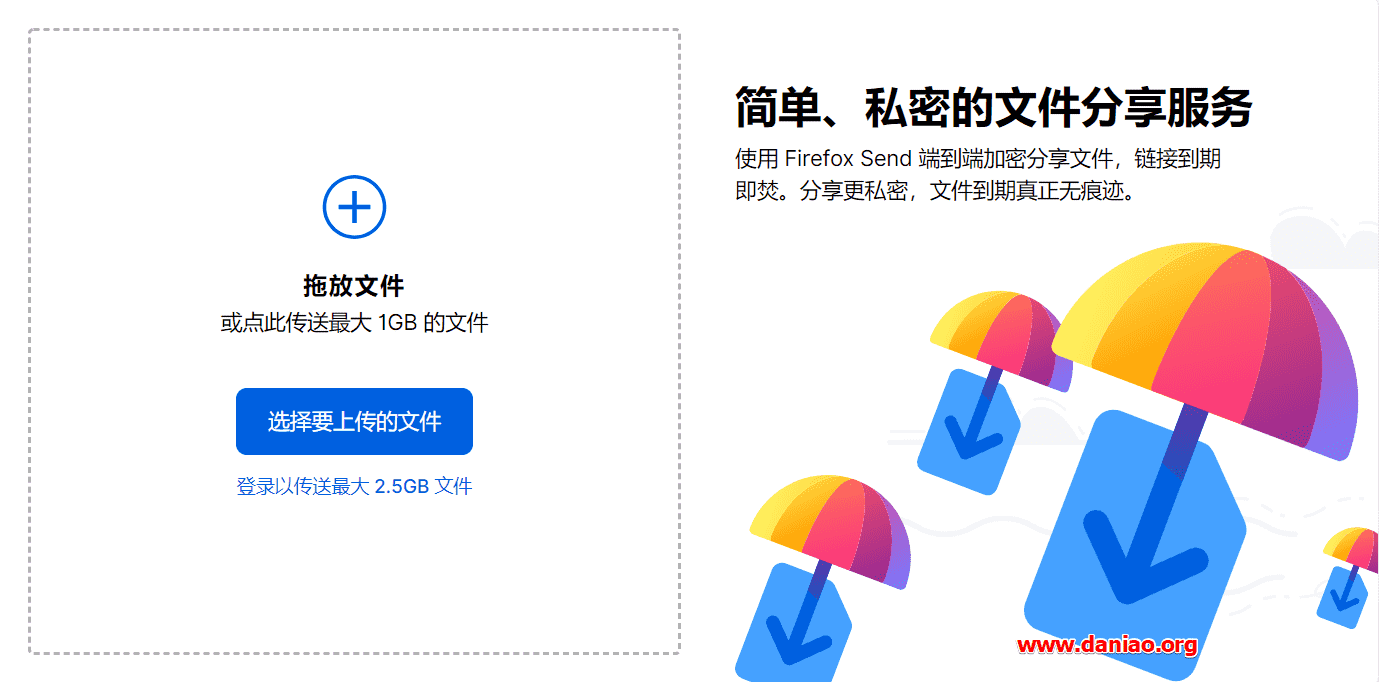 拖放文件
或点此传送最大 1GB 的文件
选择要上传的文件
登录以传送最大 2.5GB 文件
简单、私密的文件分享服务
使用 Firefox Send 端到端加密分享文件，链接到期
即焚。分享更私密，文件到期真正无痕迹。
www.daniao.org